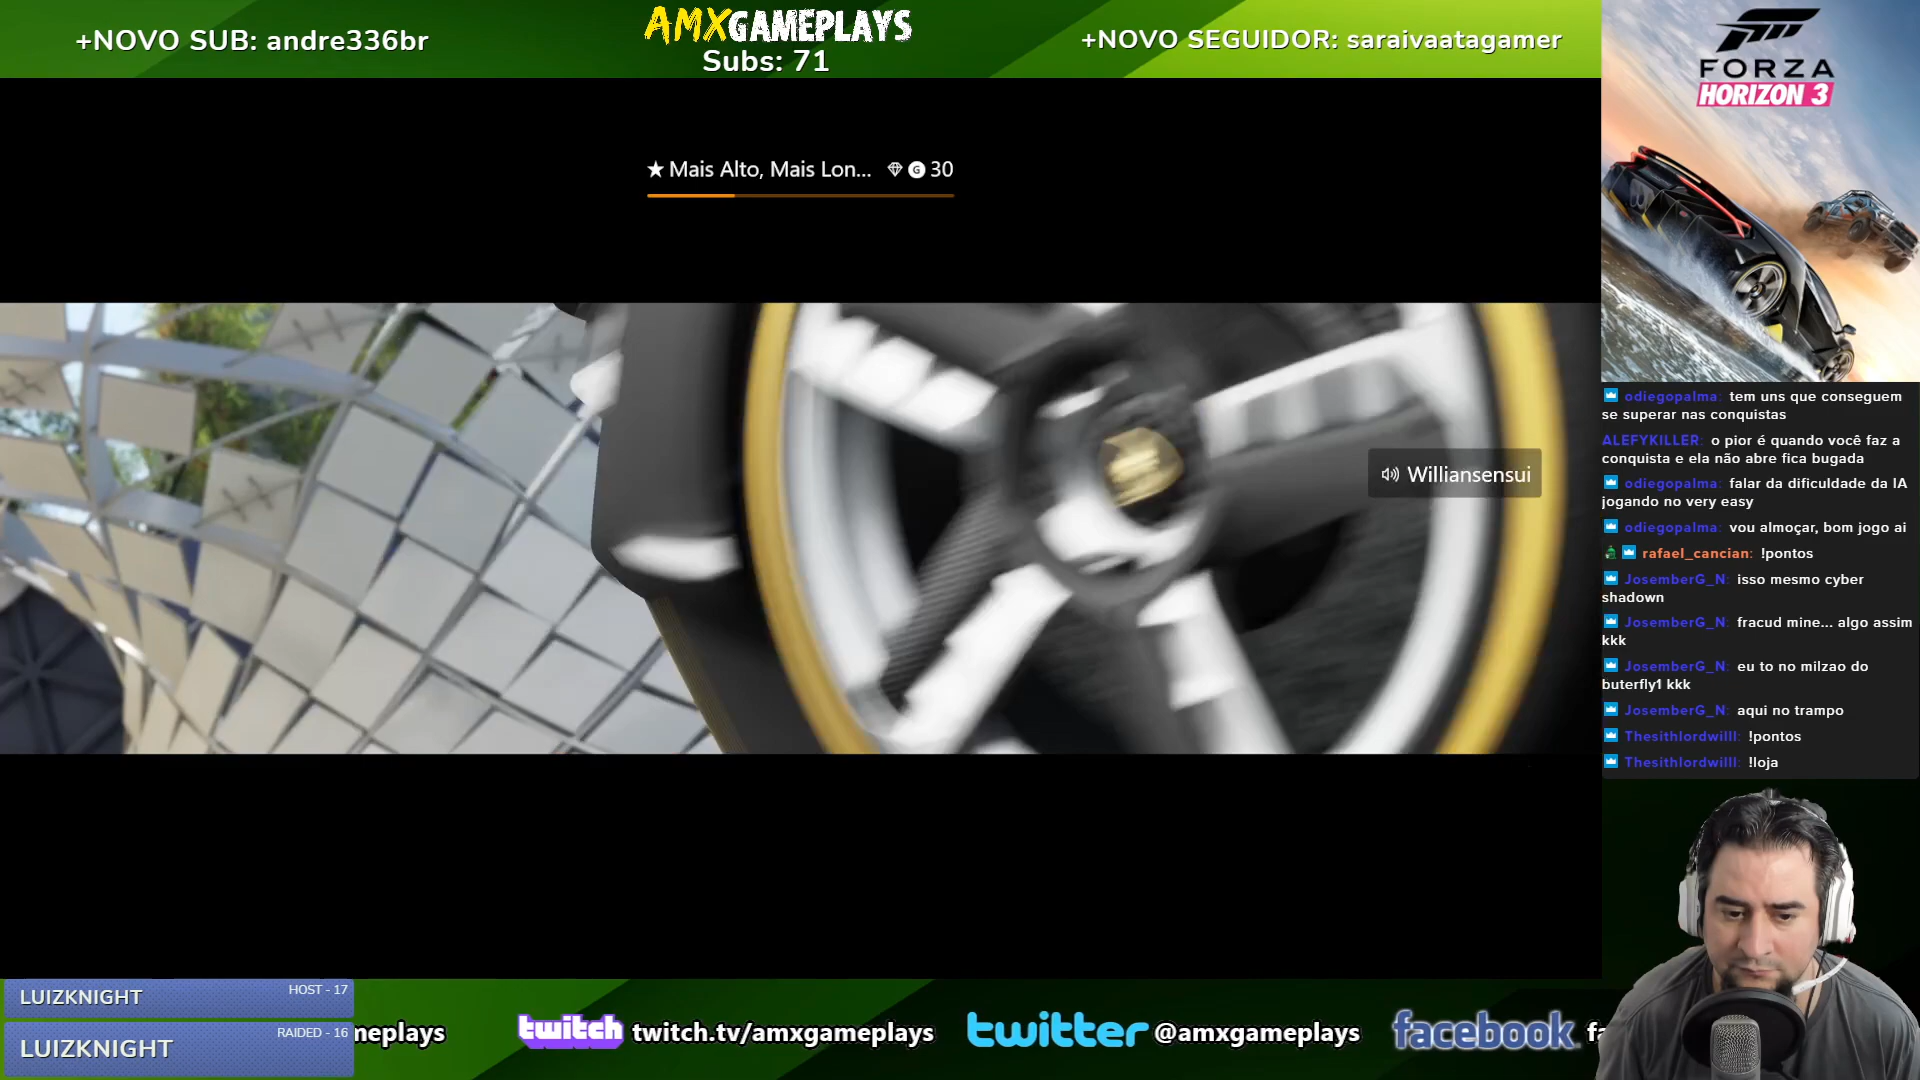 +NOVO SUB: andre336br
AMXGAMEPLAYS
Subs: 71
+NOVO SEGUIDOR: saraivaatagamer
FORZA
HORIZON 3
★ Mais Alto, Mais Lon... G 30
Williansensui
odiegopalma: tem uns que conseguem
se superar nas conquistas
ALEFYKILLER: o pior é quando você faz a
conquista e ela não abre fica bugada
odiegopalma: falar da dificuldade da IA
jogando no very easy
odiegopalma: vou almoçar, bom jogo ai
rafael_cancian: !pontos
JosemberG_N: isso mesmo cyber
shadown
JosemberG_N: fracud mine... algo assim
kkk
JosemberG_N: eu to no milzao do
buterfly1 kkk
JosemberG_N: aqui no trampo
Thesithlordwilll: !pontos
Thesithlordwilll: !loja
LUIZKNIGHT HOST - 17
LUIZKNIGHT RAIDED - 16
meplays
twitch twitch.tv/amxgameplays
twitter @amxgameplays
facebook fa